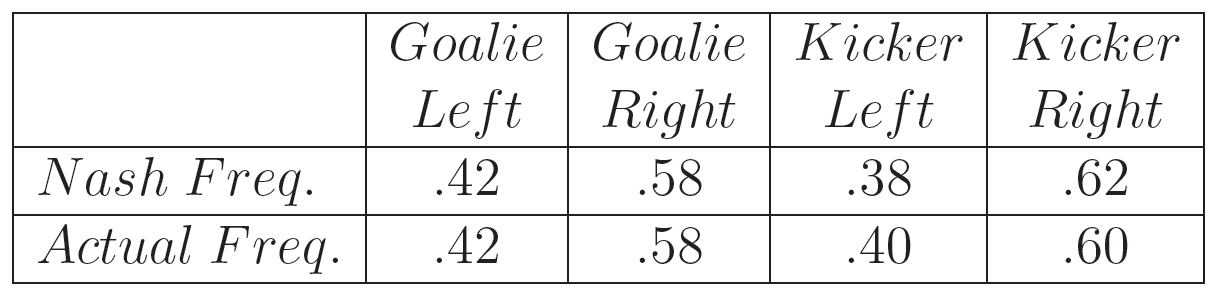 Goalie Goalie Kicker Kicker
Left Right Left Right
Nash Freq. .42 .58 .38 .62
Actual Freq. .42 .58 .40 .60